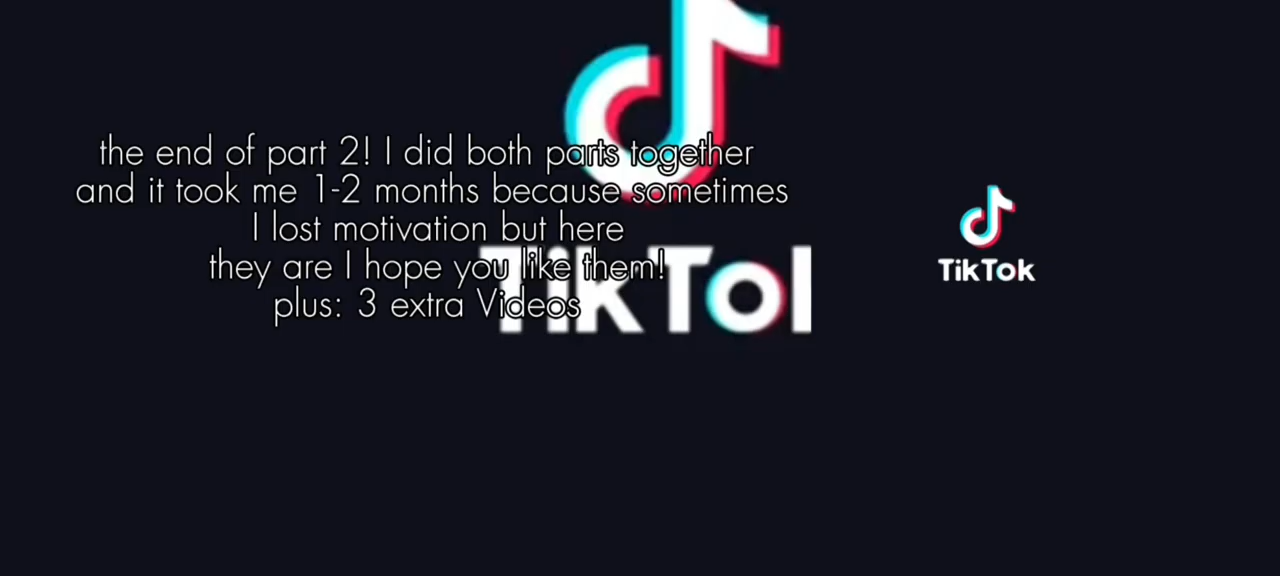 the end of part 2! I did both parts together
and it took me 1-2 months because sometimes
I lost motivation but here
they are I hope you like them!
plus: 3 extra Videos
TikTol
TikTok